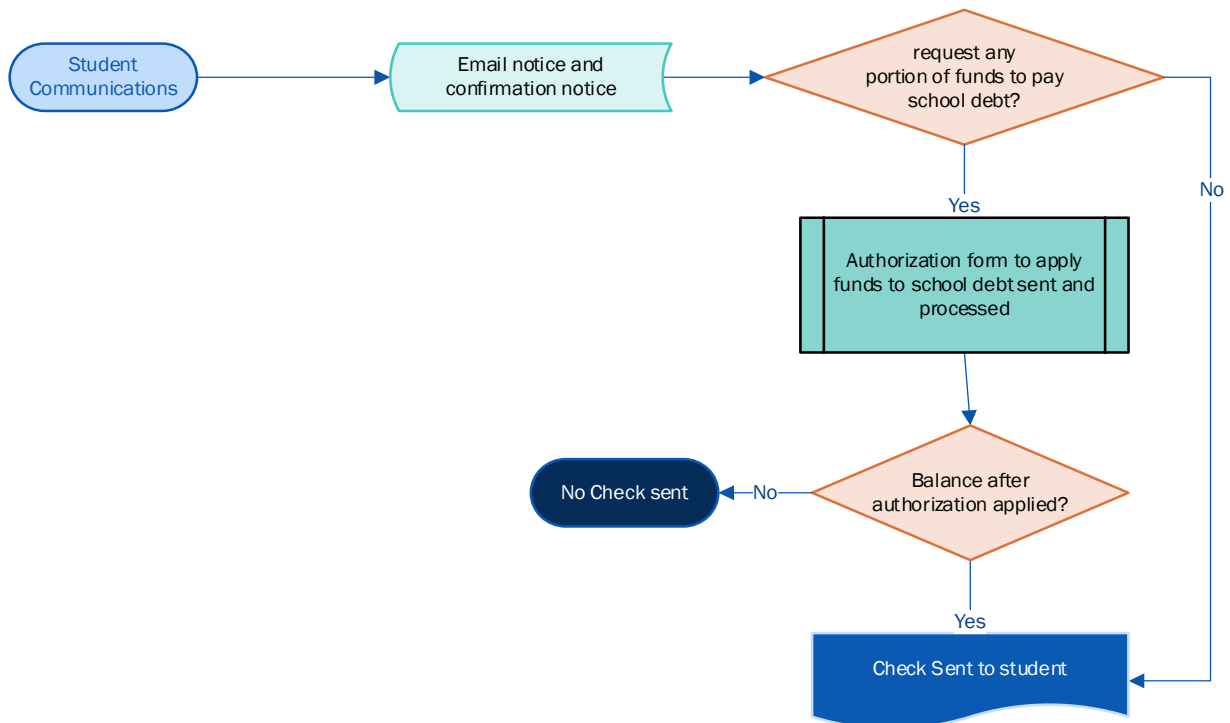 Student
Communications
Email notice and
confirmation notice
request any
portion of funds to pay
school debt?
No
Yes
Authorization form to apply
funds to school debt sent and
processed
Balance after
authorization applied?
No
No Check sent
Yes
Check Sent to student